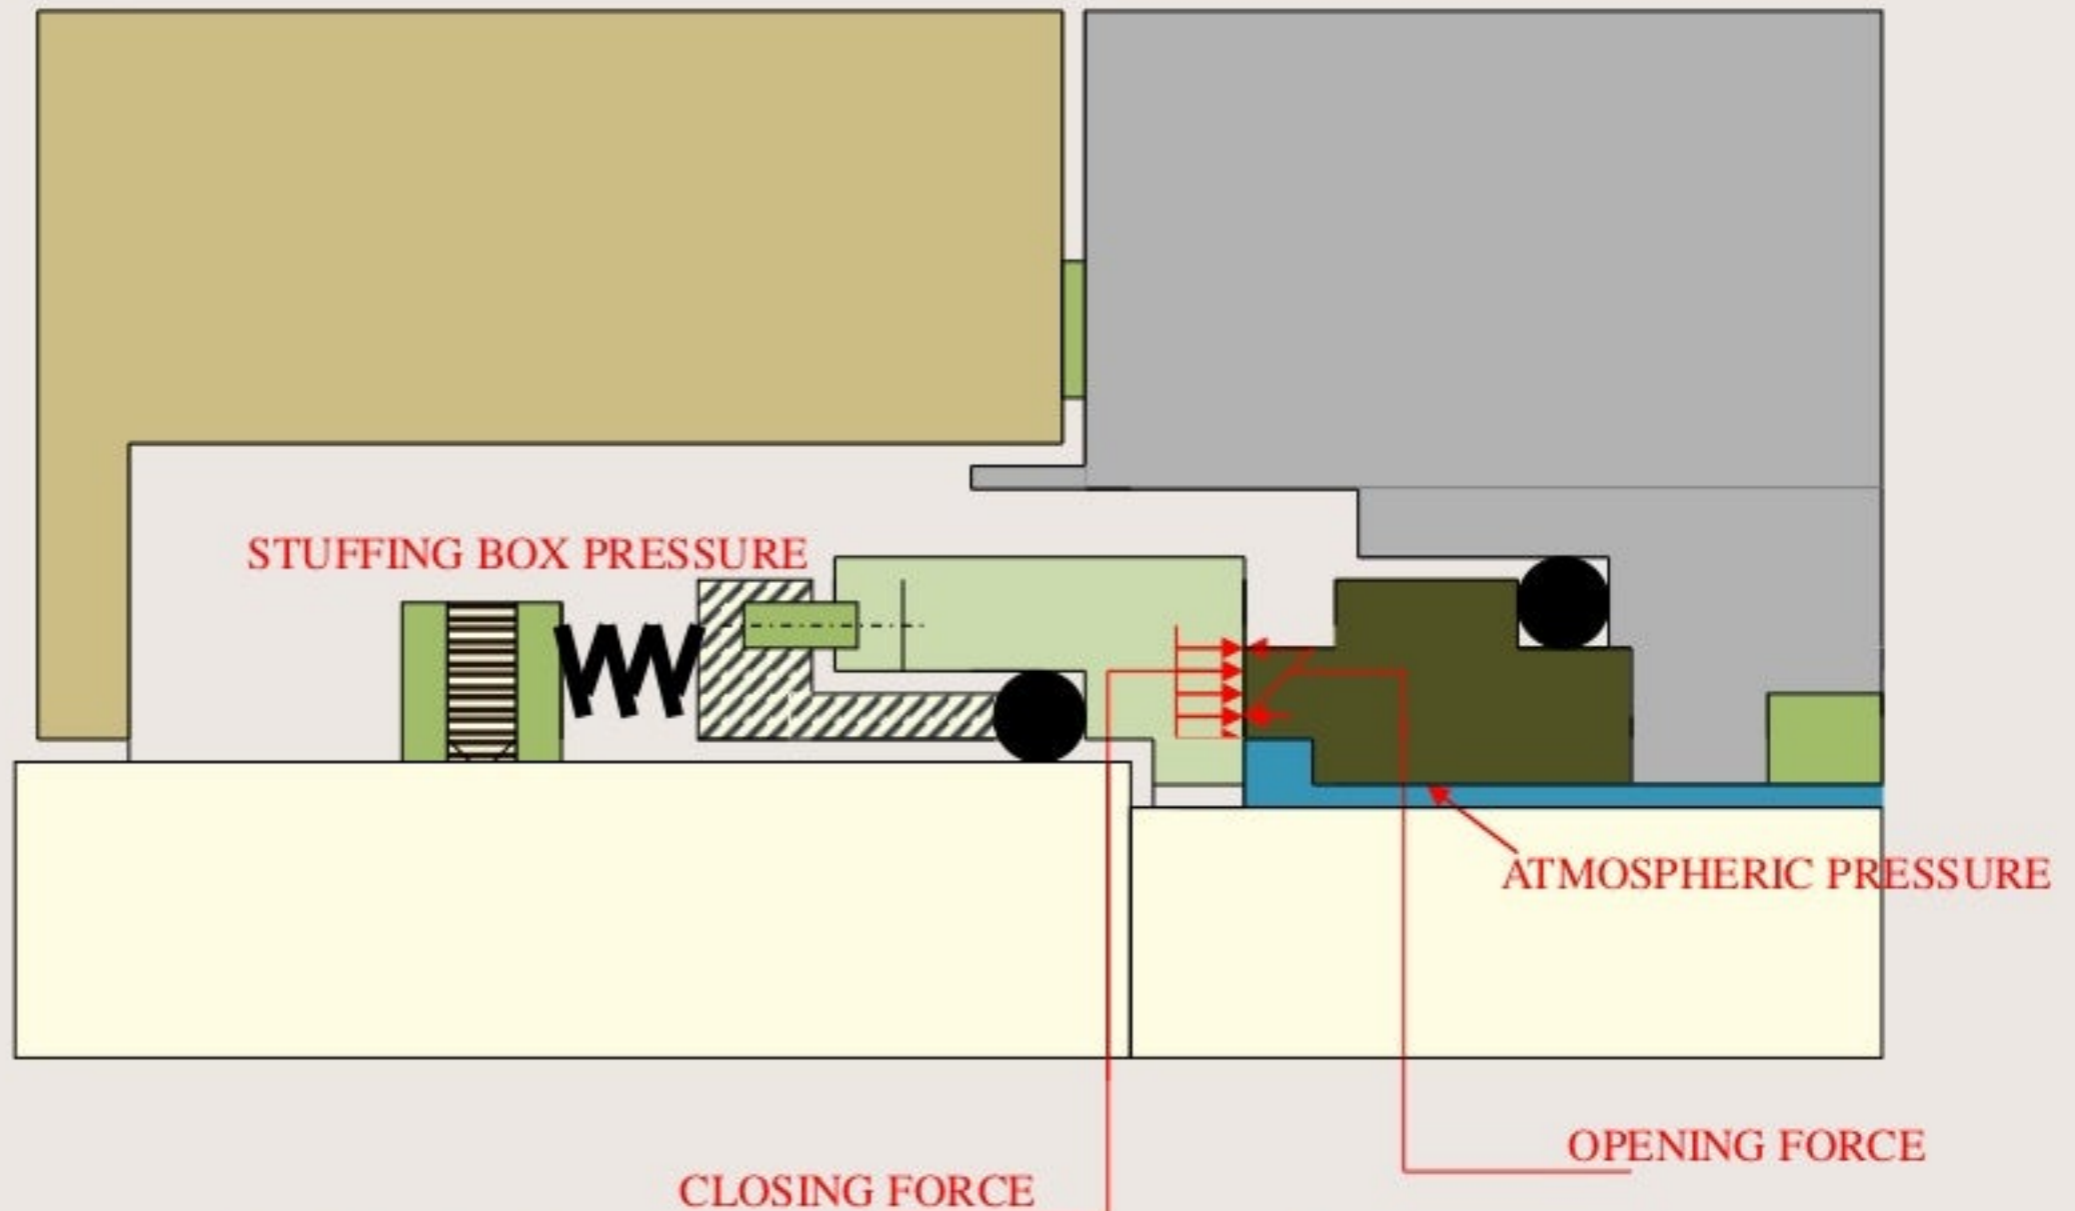 STUFFING BOX PRESSURE
ATMOSPHERIC PRESSURE
OPENING FORCE
CLOSING FORCE